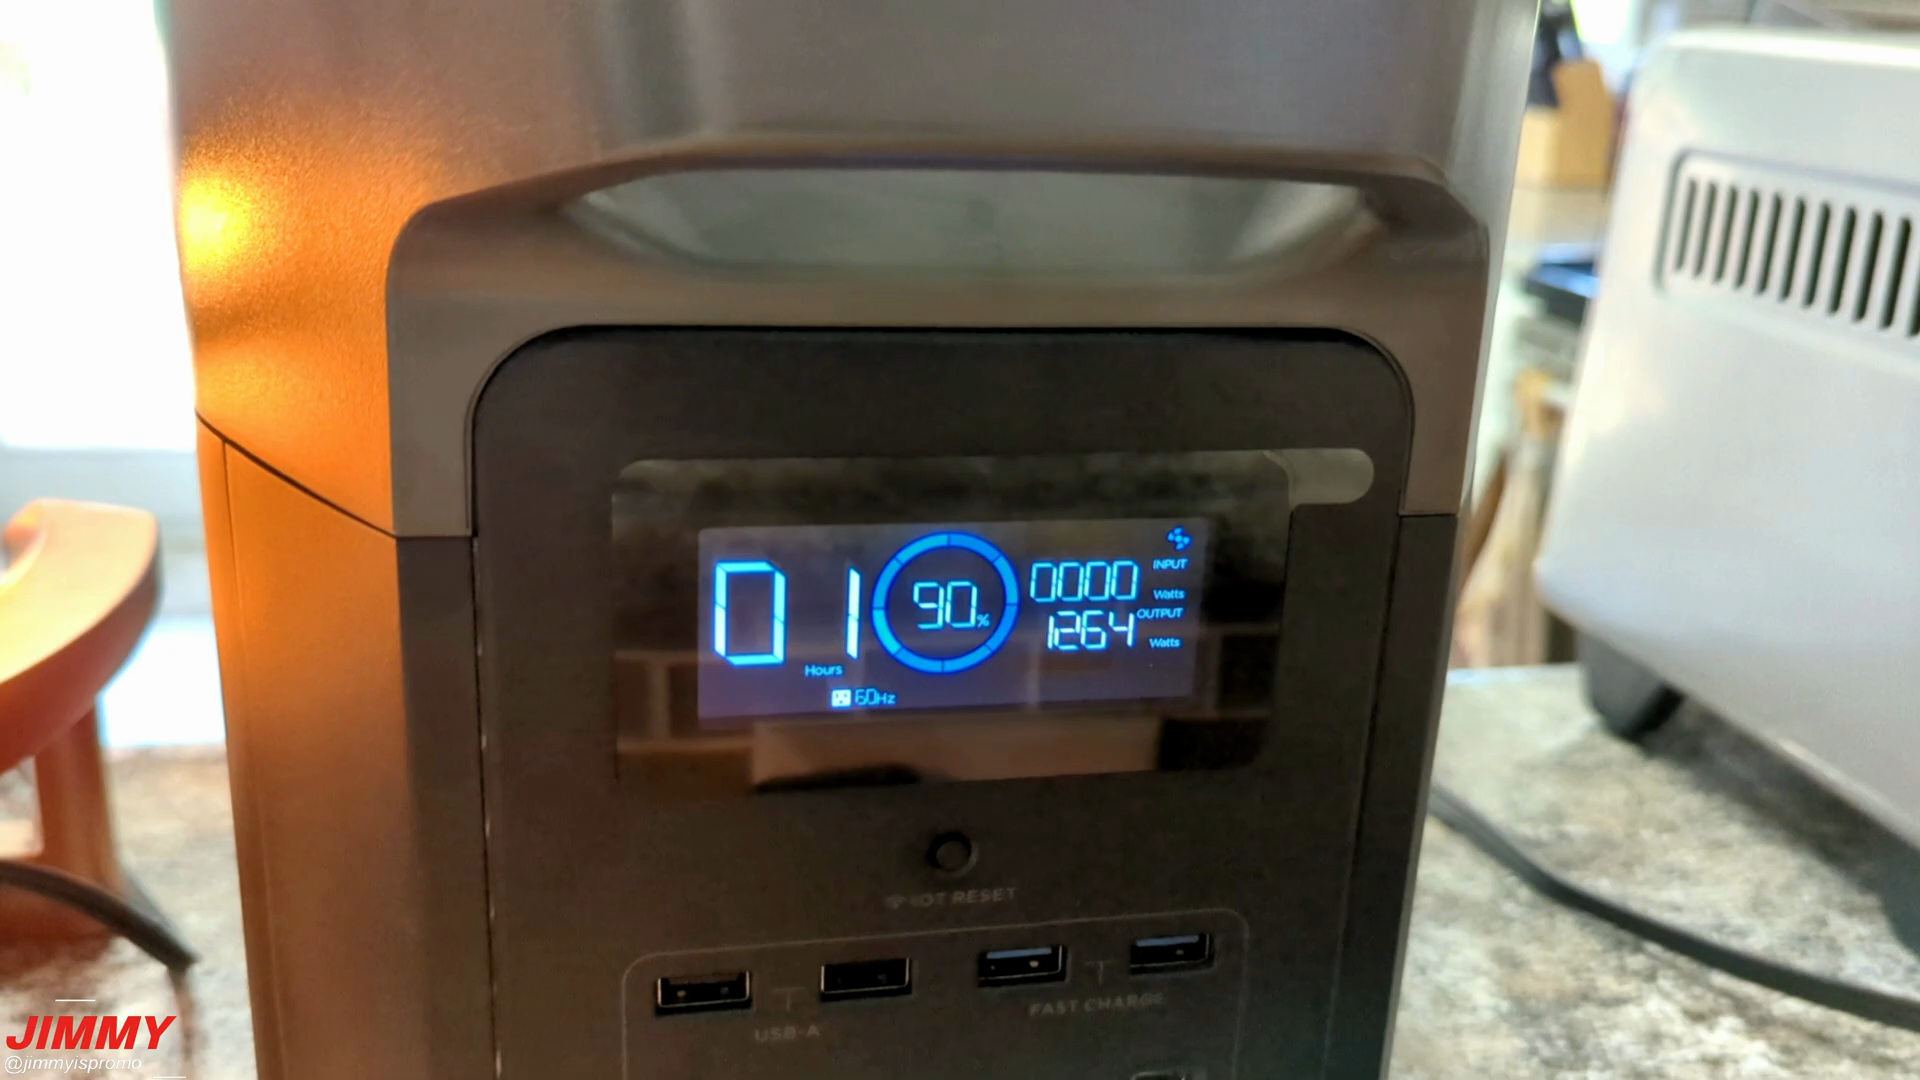 01
Hours
90%
0000
INPUT
Watts
1264
OUTPUT
Watts
60Hz
IOT RESET
USB-A
FAST CHARGE
JIMMY
@jimmyispromo